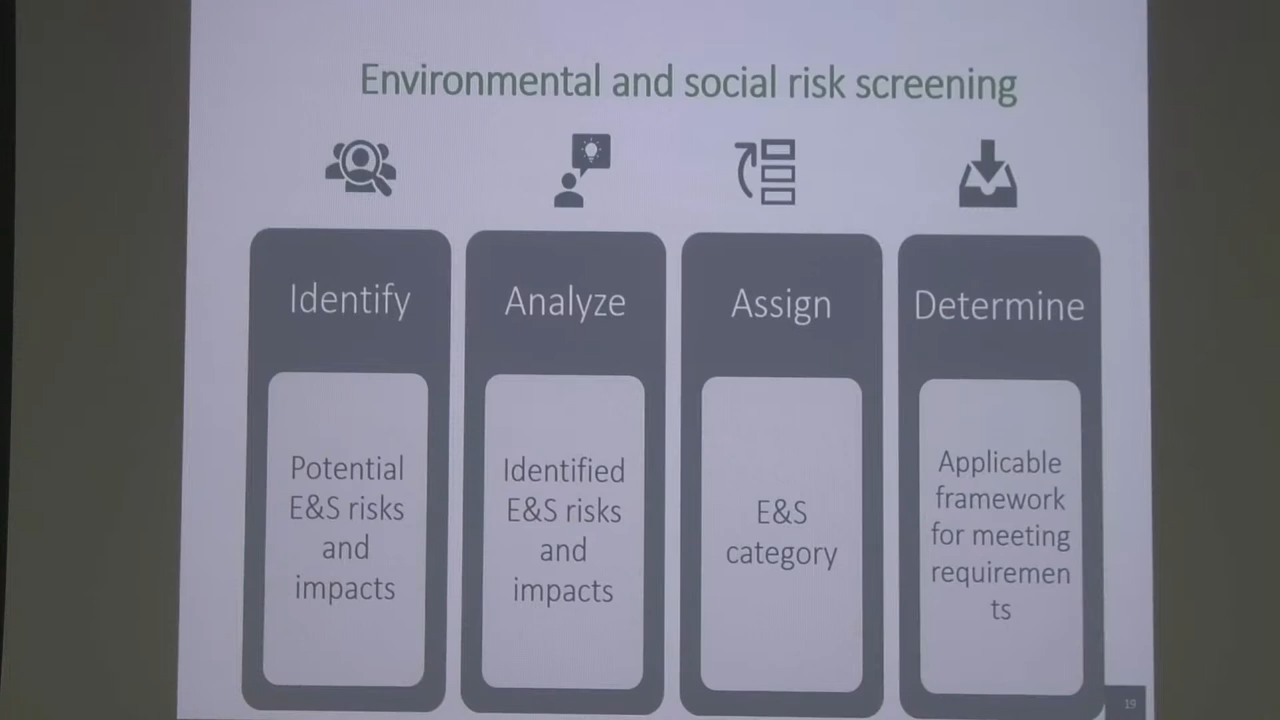 Environmental and social risk screening
Identify
Potential
E&S risks
and
impacts
Analyze
Identified
E&S risks
and
impacts
Assign
E&S
category
Determine
Applicable
framework
for meeting
requiremen
ts
19